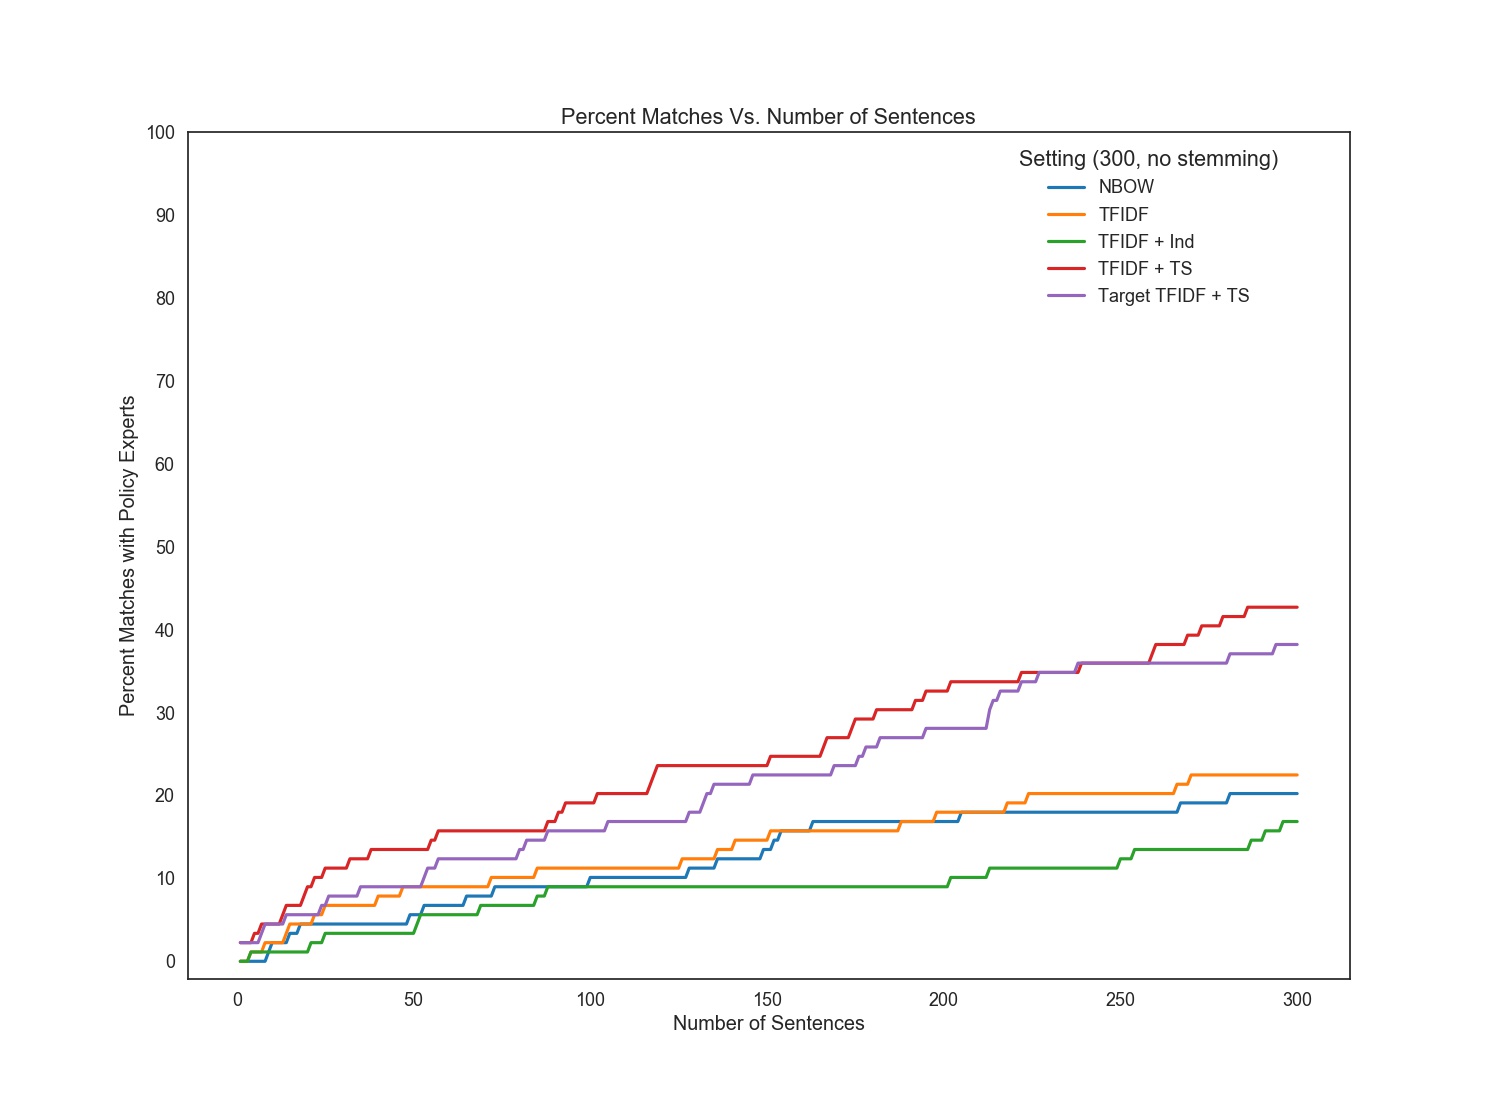 Percent Matches Vs. Number of Sentences
100
90
80
70
60
50
40
30
20
10
0
Percent Matches with Policy Experts
Setting (300, no stemming)
NBOW
TFIDF
TFIDF + Ind
TFIDF + TS
Target TFIDF + TS
0 50 100 150 200 250 300
Number of Sentences